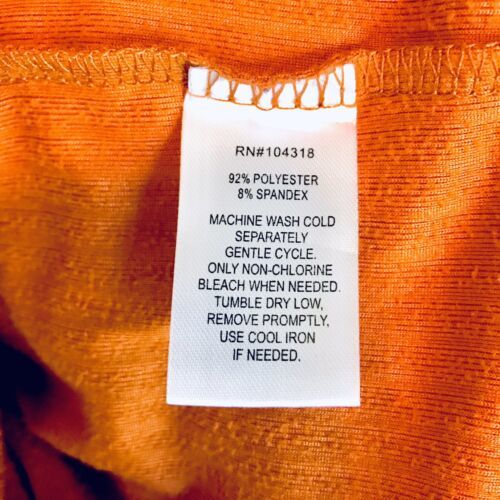 RN#104318
92% POLYESTER
8% SPANDEX
MACHINE WASH COLD
SEPARATELY
GENTLE CYCLE.
ONLY NON-CHLORINE
BLEACH WHEN NEEDED.
TUMBLE DRY LOW,
REMOVE PROMPTLY,
USE COOL IRON
IF NEEDED.